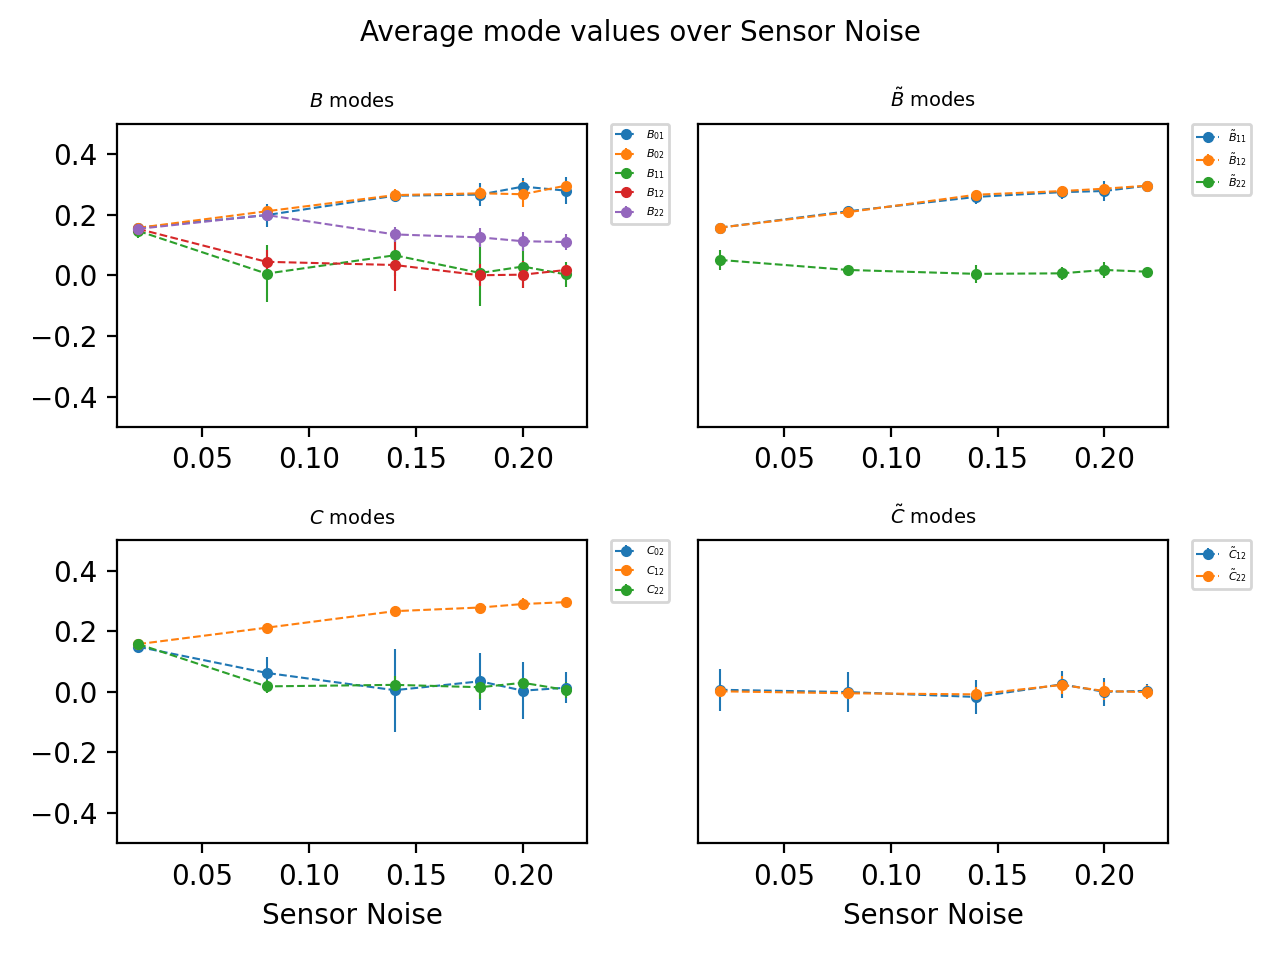 Average mode values over Sensor Noise
B modes
0.4
0.2
0.0
−0.2
−0.4
0.05 0.10 0.15 0.20
B₀₁
B₀₂
B₁₁
B₁₂
B₂₂
B̃ modes
0.05 0.10 0.15 0.20
B̃₁₁
B̃₁₂
B̃₂₂
C modes
0.4
0.2
0.0
−0.2
−0.4
0.05 0.10 0.15 0.20
Sensor Noise
C₀₂
C₁₂
C₂₂
C̃ modes
0.05 0.10 0.15 0.20
Sensor Noise
C̃₁₂
C̃₂₂